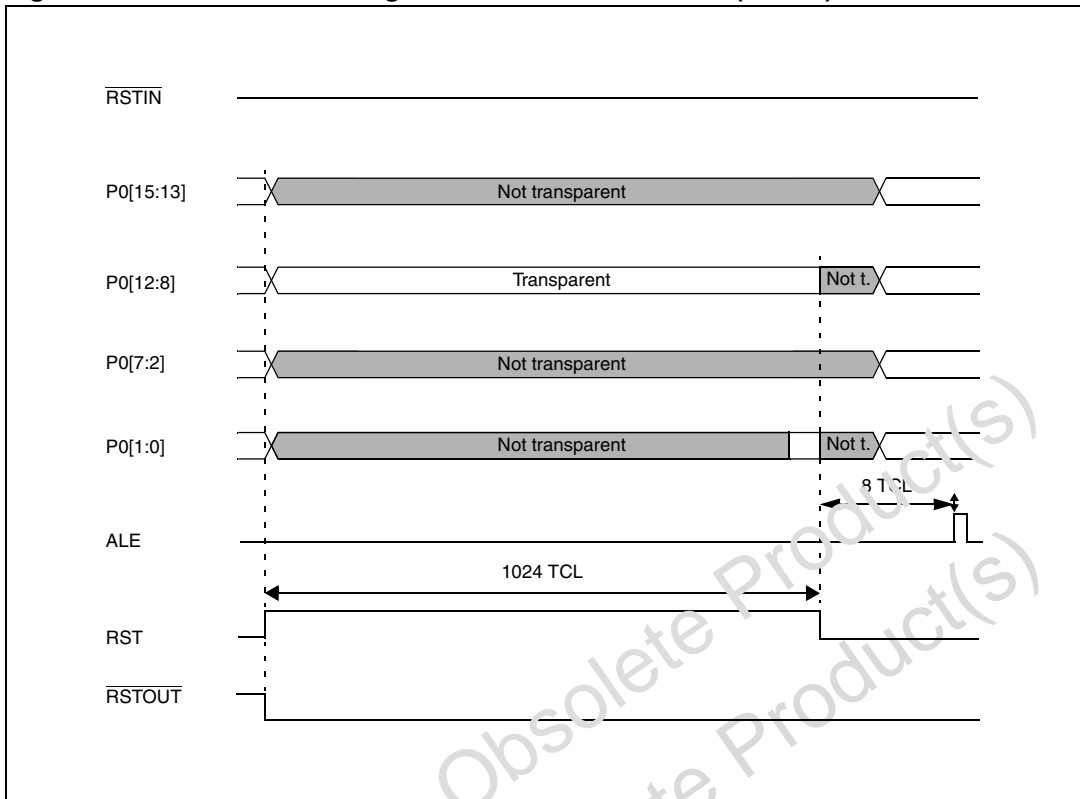 RSTIN
P0[15:13]
Not transparent
P0[12:8]
Transparent
Not t.
P0[7:2]
Not transparent
P0[1:0]
Not transparent
Not t.
8 TCL
ALE
1024 TCL
RST
RSTOUT
Obsolete Product(s)
Obsolete Product(s)